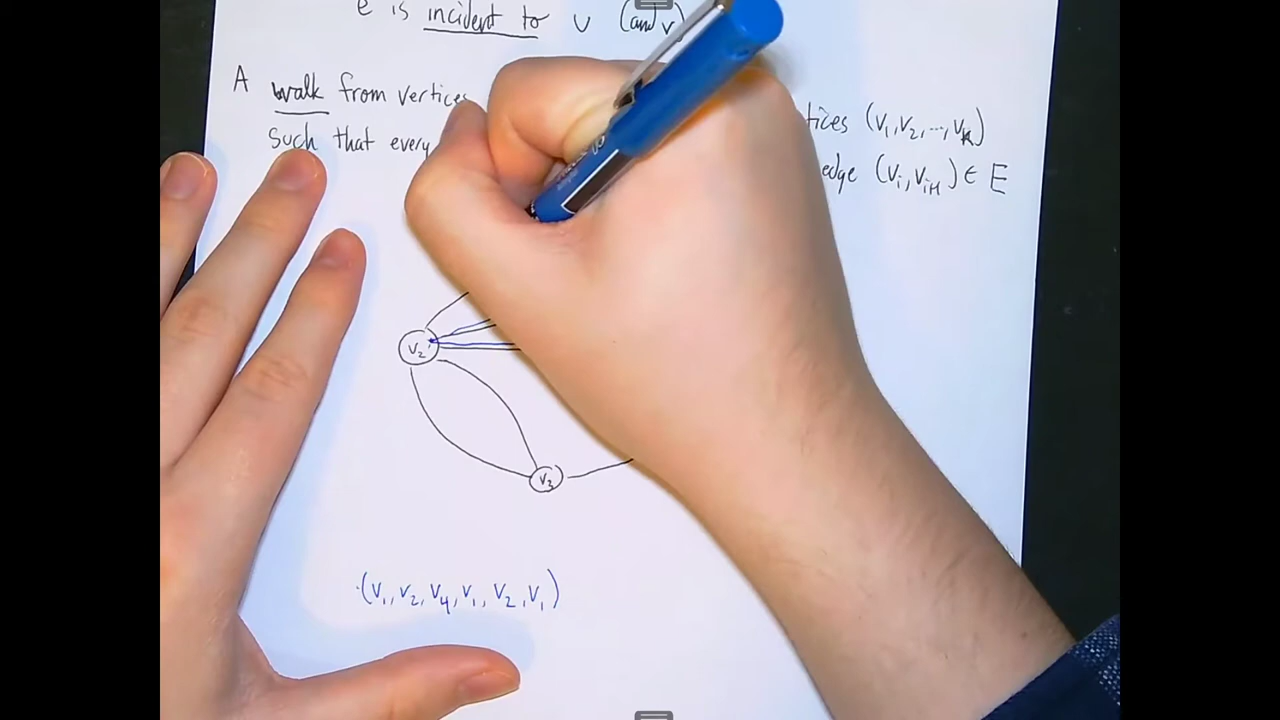 e is incident to v (and v)
A walk from vertices
tices (v1, v2, ..., vk)
such that every
edge (vi, vi+1) ∈ E
v2
v3
(v1, v2, v4, v1, v2, v1)